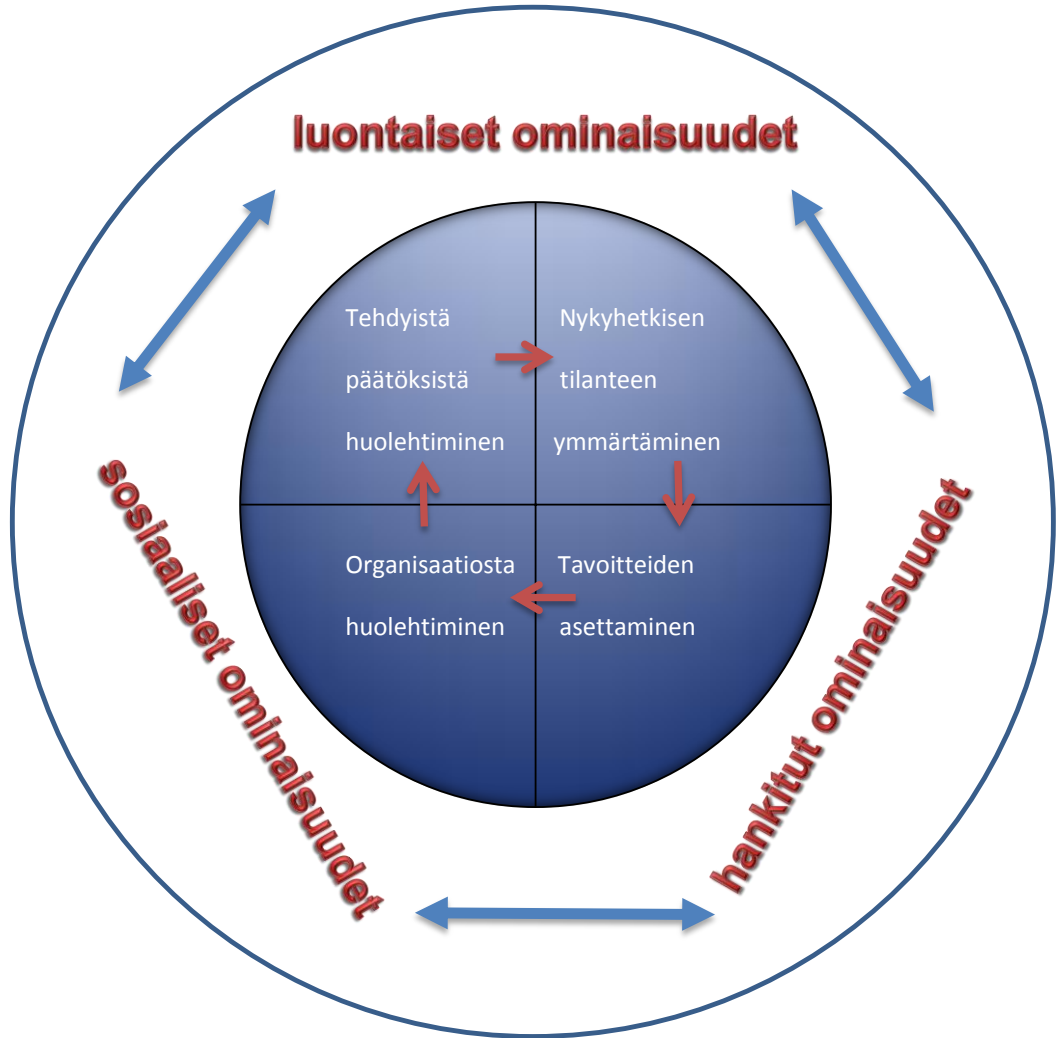 luontaiset ominaisuudet
Tehdyistä
päätöksistä
huolehtiminen
Nykyhetkisen
tilanteen
ymmärtäminen
Organisaatiosta
huolehtiminen
Tavoitteiden
asettaminen
sosiaaliset ominaisuudet
hankitut ominaisuudet